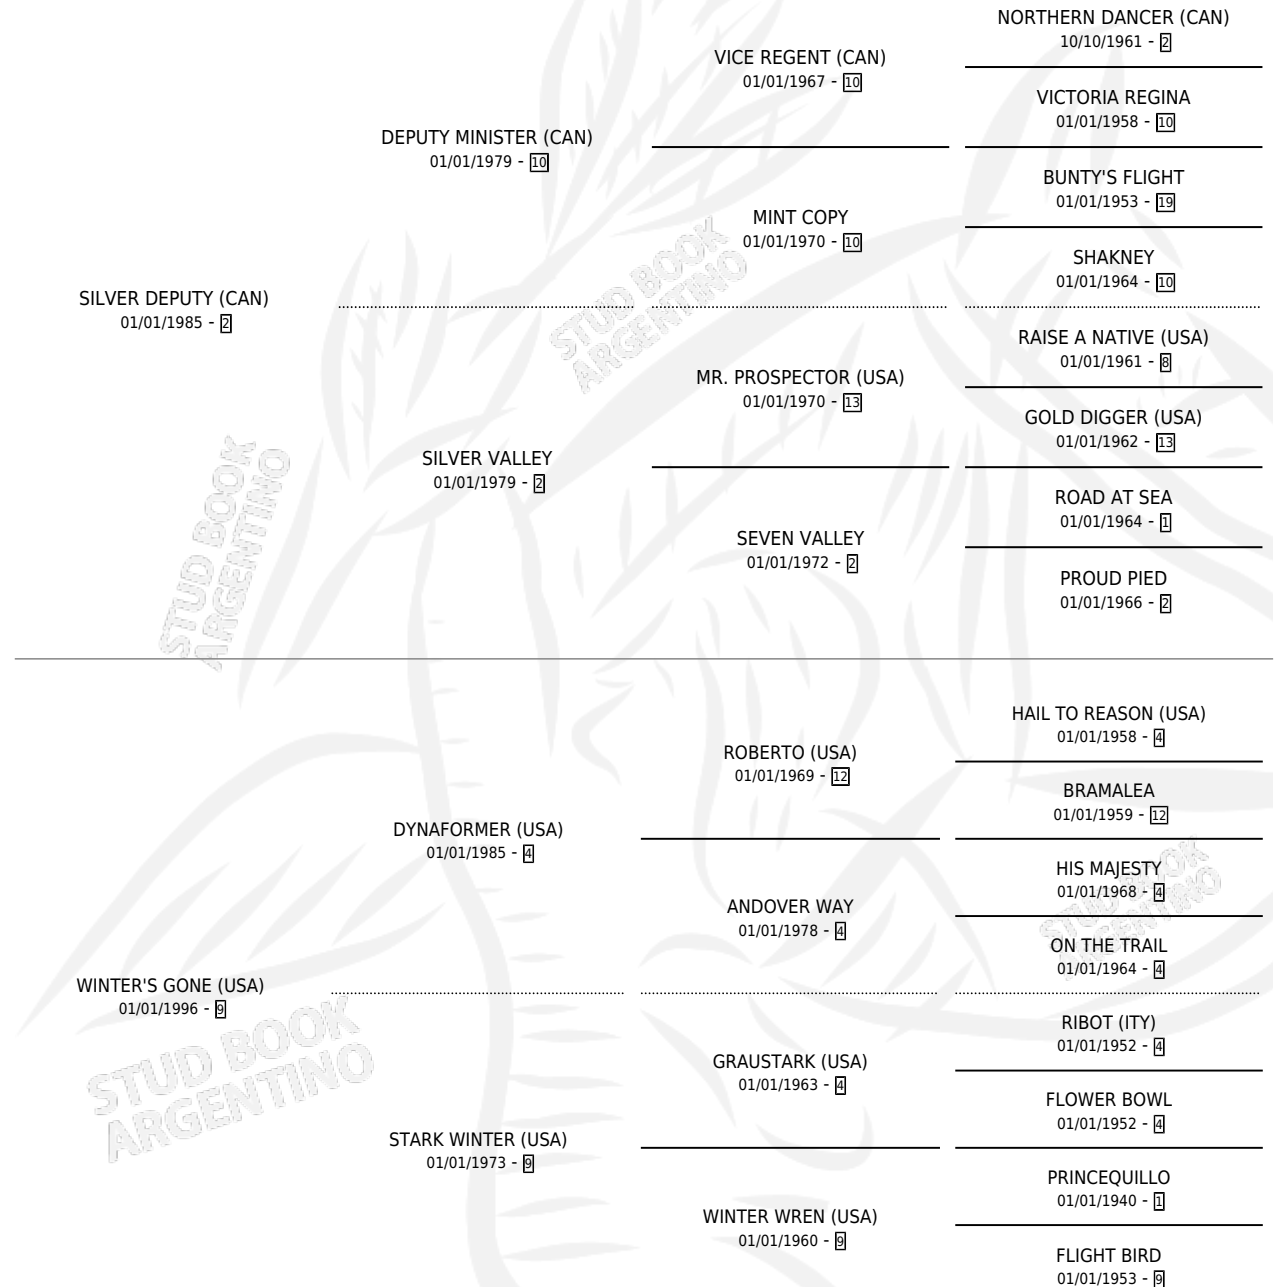 NORTHERN DANCER (CAN)
10/10/1961 - 2
VICE REGENT (CAN)
01/01/1967 - 10
VICTORIA REGINA
01/01/1958 - 10
DEPUTY MINISTER (CAN)
01/01/1979 - 10
BUNTY'S FLIGHT
01/01/1953 - 19
MINT COPY
01/01/1970 - 10
SHAKNEY
01/01/1964 - 10
SILVER DEPUTY (CAN)
01/01/1985 - 2
STUD BOOK
ARGENTINO
RAISE A NATIVE (USA)
01/01/1961 - 8
MR. PROSPECTOR (USA)
01/01/1970 - 13
GOLD DIGGER (USA)
01/01/1962 - 13
SILVER VALLEY
01/01/1979 - 2
ROAD AT SEA
01/01/1964 - 1
SEVEN VALLEY
01/01/1972 - 2
PROUD PIED
01/01/1966 - 2
STUD BOOK
ARGENTINO
HAIL TO REASON (USA)
01/01/1958 - 4
ROBERTO (USA)
01/01/1969 - 12
BRAMALEA
01/01/1959 - 12
DYNAFORMER (USA)
01/01/1985 - 4
HIS MAJESTY
01/01/1968 - 4
ANDOVER WAY
01/01/1978 - 4
STUD BOOK
ARGENTINO
ON THE TRAIL
01/01/1964 - 4
WINTER'S GONE (USA)
01/01/1996 - 9
STUD BOOK
ARGENTINO
RIBOT (ITY)
01/01/1952 - 4
GRAUSTARK (USA)
01/01/1963 - 4
FLOWER BOWL
01/01/1952 - 4
STARK WINTER (USA)
01/01/1973 - 9
PRINCEQUILLO
01/01/1940 - 1
WINTER WREN (USA)
01/01/1960 - 9
FLIGHT BIRD
01/01/1953 - 9